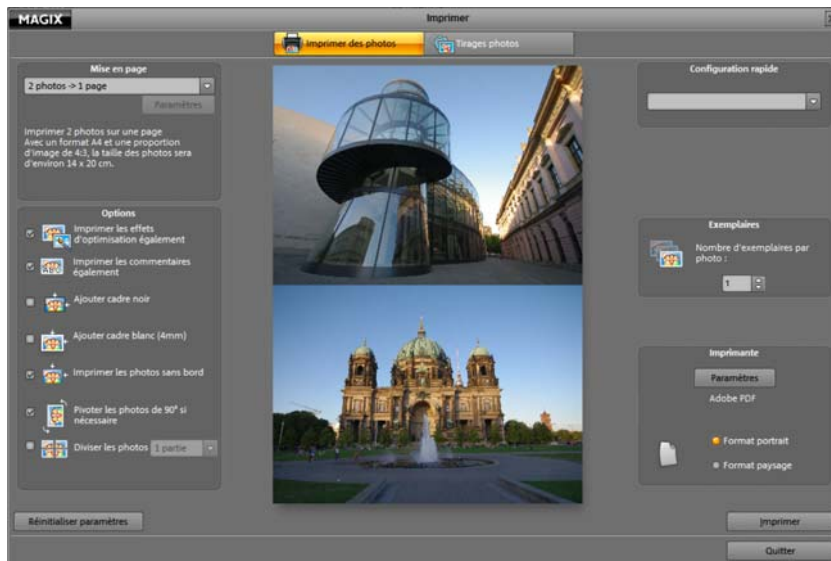 MAGIX
Imprimer
Imprimer des photos
Tirages photos
Mise en page
2 photos -> 1 page
Paramètres
Imprimer 2 photos sur une page
Avec un format A4 et une proportion
d'image de 4:3, la taille des photos sera
d'environ 14 x 20 cm.
Options
Imprimer les effets
d'optimisation également
Imprimer les commentaires
également
Ajouter cadre noir
Ajouter cadre blanc (4mm)
Imprimer les photos sans bord
Pivoter les photos de 90° si
nécessaire
Diviser les photos
1 partie
Réinitialiser paramètres
Configuration rapide
Exemplaires
Nombre d'exemplaires par
photo :
1
Imprimante
Paramètres
Adobe PDF
Format portrait
Format paysage
Imprimer
Quitter